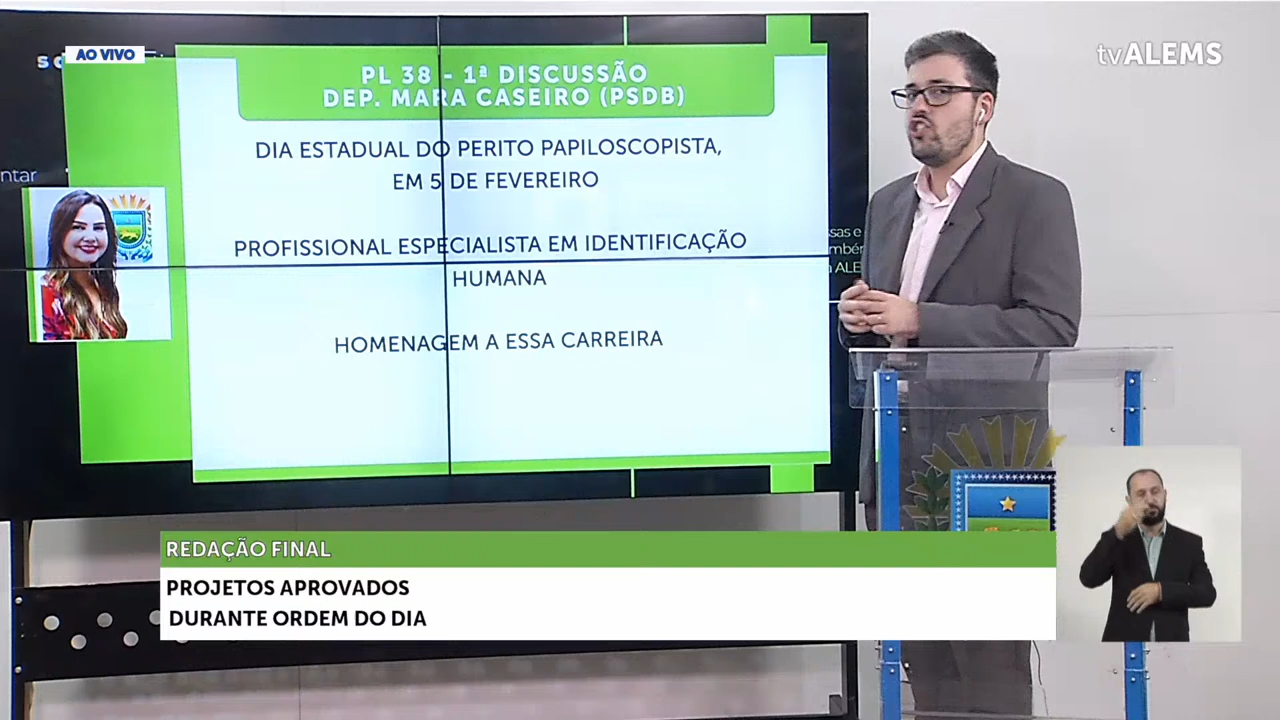 AO VIVO
tvALEMS
PL 38 - 1ª DISCUSSÃO
DEP. MARA CASEIRO (PSDB)
DIA ESTADUAL DO PERITO PAPILOSCOPISTA,
EM 5 DE FEVEREIRO
PROFISSIONAL ESPECIALISTA EM IDENTIFICAÇÃO
HUMANA
HOMENAGEM A ESSA CARREIRA
ntar
REDAÇÃO FINAL
PROJETOS APROVADOS
DURANTE ORDEM DO DIA